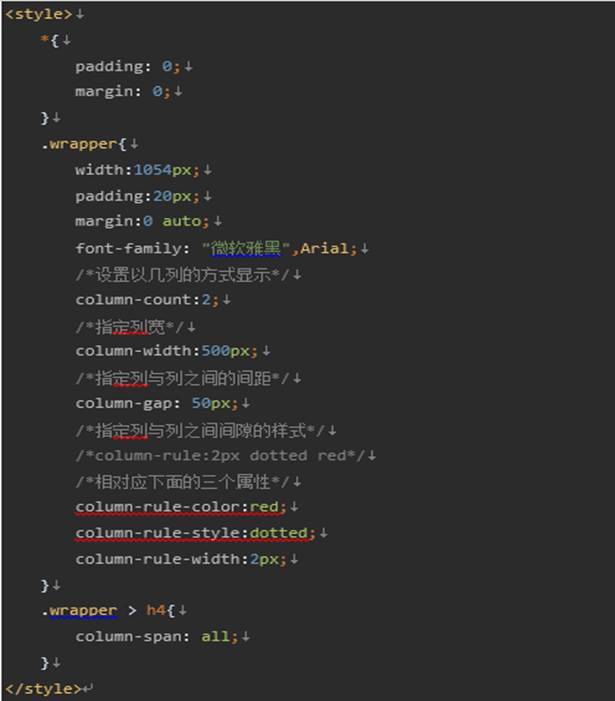 <style>↓
*{↓
padding: 0;↓
margin: 0;↓
}↓
.wrapper{↓
width:1054px;↓
padding:20px;↓
margin:0 auto;↓
font-family: "微软雅黑",Arial;↓
/*设置以几列的方式显示*/↓
column-count:2;↓
/*指定列宽*/↓
column-width:500px;↓
/*指定列与列之间的间距*/↓
column-gap: 50px;↓
/*指定列与列之间间隙的样式*/↓
/*column-rule:2px dotted red*/↓
/*相对应下面的三个属性*/↓
column-rule-color:red;↓
column-rule-style:dotted;↓
column-rule-width:2px;↓
}↓
.wrapper > h4{↓
column-span: all;↓
}↓
</style>↵